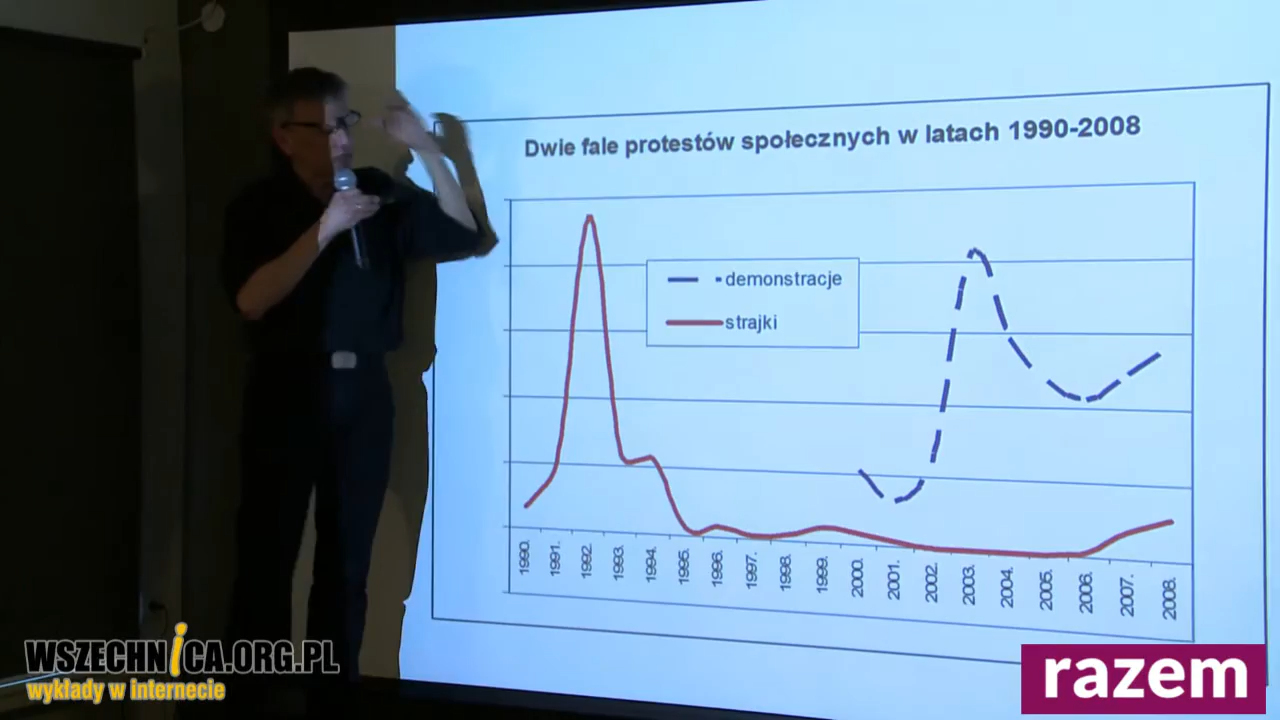 Dwie fale protestów społecznych w latach 1990-2008
demonstracje
strajki
1990. 1991. 1992. 1993. 1994. 1995. 1996. 1997. 1998. 1999. 2000. 2001. 2002. 2003. 2004. 2005. 2006. 2007. 2008.
WSZECHNiCA.ORG.PL
wykłady w internecie
razem